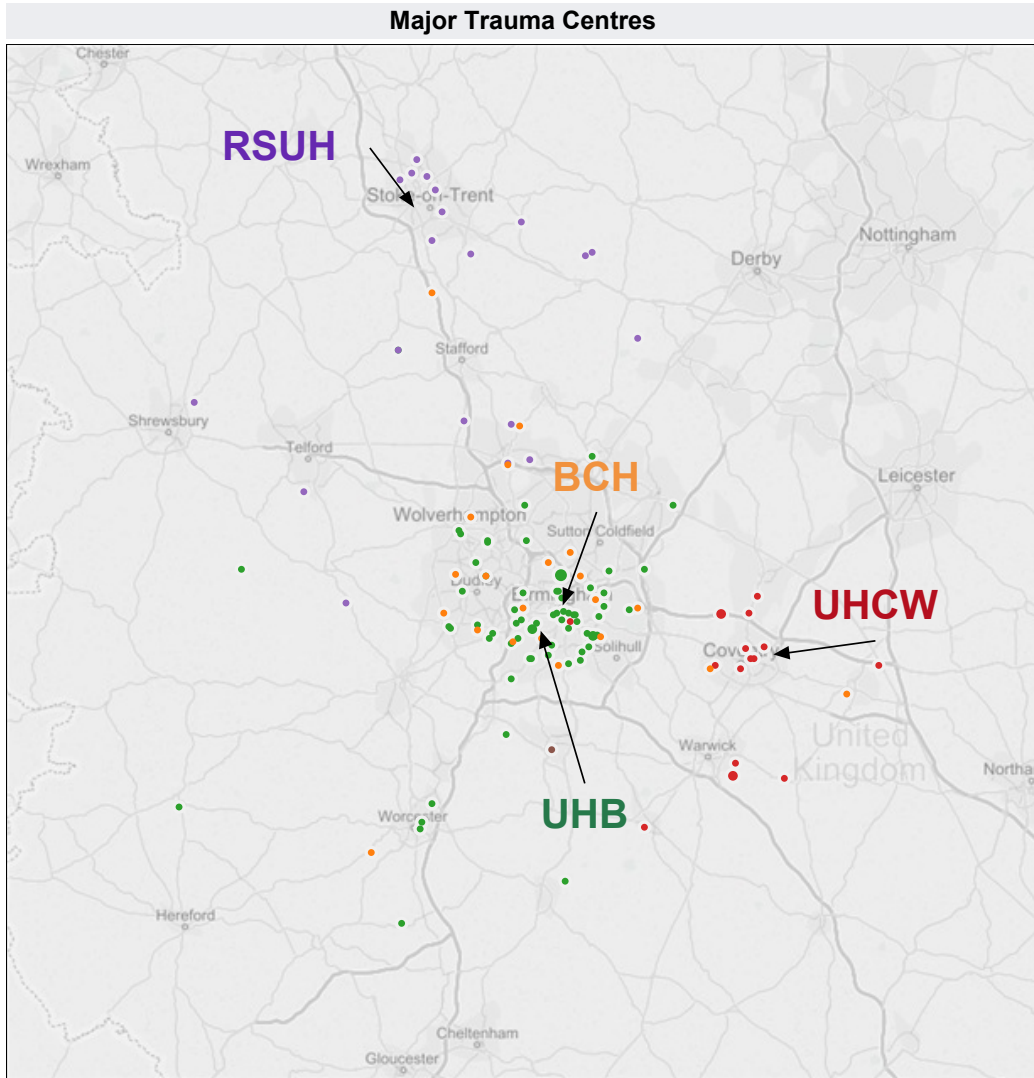 Major Trauma Centres
Chester
RSUH
Wrexham
Stoke-on-Trent
Nottingham
Derby
Stafford
Shrewsbury
Telford
BCH
Leicester
Wolverhampton
Sutton Coldfield
Dudley
Birmingham
UHCW
Solihull
Coventry
United
Kingdom
Warwick
Northa
UHB
Worcester
Hereford
Cheltenham
Gloucester